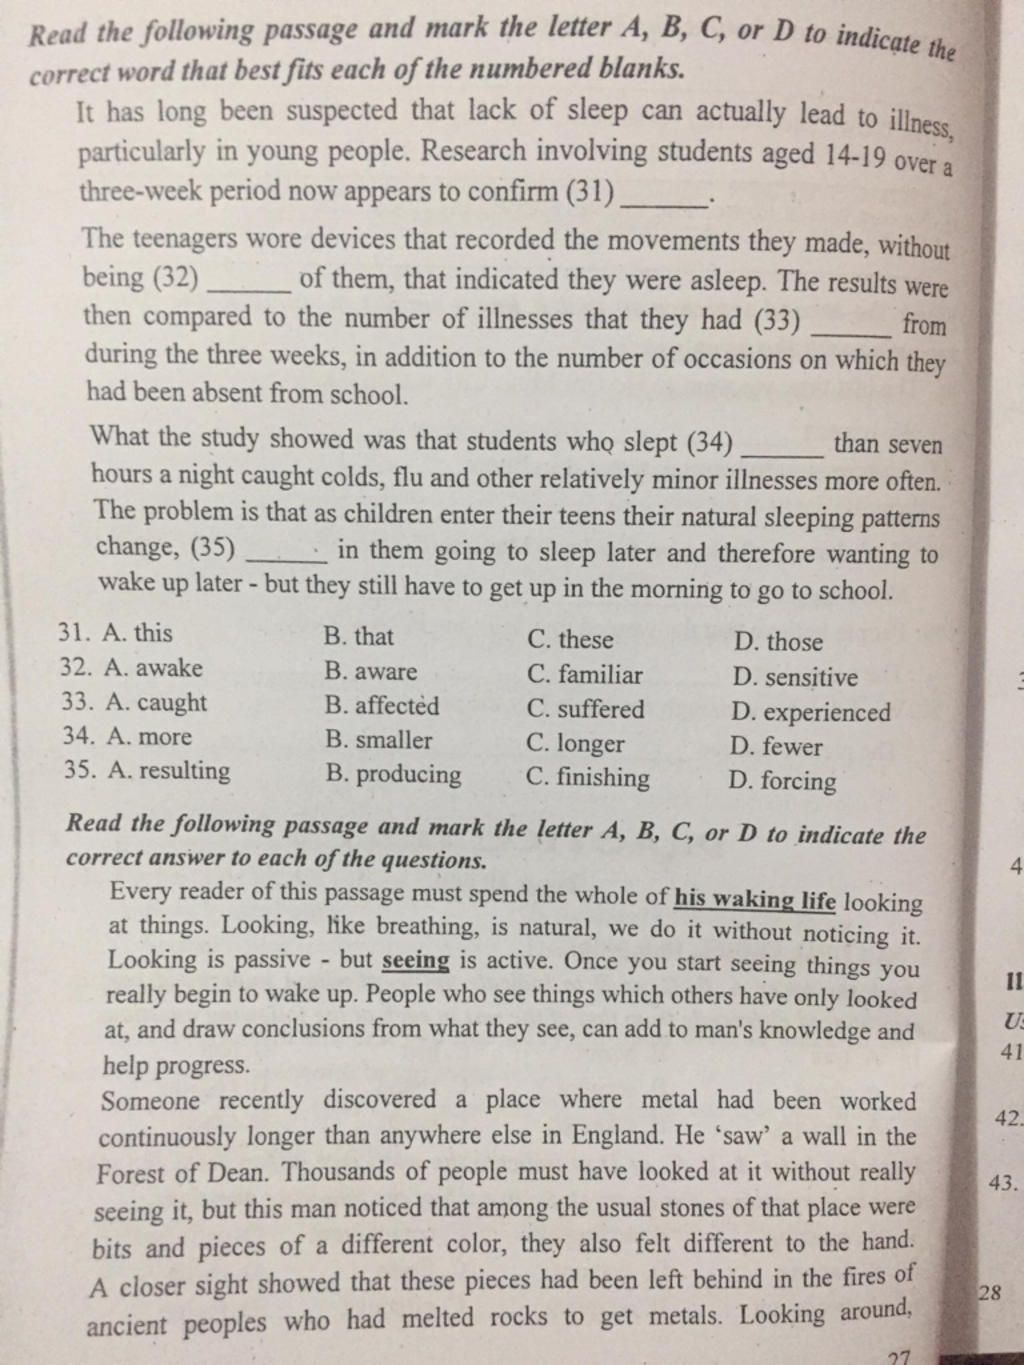 Read the following passage and mark the letter A, B, C, or D to indicate the
correct word that best fits each of the numbered blanks.
It has long been suspected that lack of sleep can actually lead to illness,
particularly in young people. Research involving students aged 14-19 over a
three-week period now appears to confirm (31) ______.
The teenagers wore devices that recorded the movements they made, without
being (32) ______ of them, that indicated they were asleep. The results were
then compared to the number of illnesses that they had (33) ______ from
during the three weeks, in addition to the number of occasions on which they
had been absent from school.
What the study showed was that students who slept (34) ______ than seven
hours a night caught colds, flu and other relatively minor illnesses more often.
The problem is that as children enter their teens their natural sleeping patterns
change, (35) ______ in them going to sleep later and therefore wanting to
wake up later - but they still have to get up in the morning to go to school.
31. A. this B. that C. these D. those
32. A. awake B. aware C. familiar D. sensitive
33. A. caught B. affected C. suffered D. experienced
34. A. more B. smaller C. longer D. fewer
35. A. resulting B. producing C. finishing D. forcing
Read the following passage and mark the letter A, B, C, or D to indicate the
correct answer to each of the questions.
Every reader of this passage must spend the whole of his waking life looking
at things. Looking, like breathing, is natural, we do it without noticing it.
Looking is passive - but seeing is active. Once you start seeing things you
really begin to wake up. People who see things which others have only looked
at, and draw conclusions from what they see, can add to man's knowledge and
help progress.
Someone recently discovered a place where metal had been worked
continuously longer than anywhere else in England. He ‘saw’ a wall in the
Forest of Dean. Thousands of people must have looked at it without really
seeing it, but this man noticed that among the usual stones of that place were
bits and pieces of a different color, they also felt different to the hand.
A closer sight showed that these pieces had been left behind in the fires of
ancient peoples who had melted rocks to get metals. Looking around,
27
4
11
41
42.
43.
28